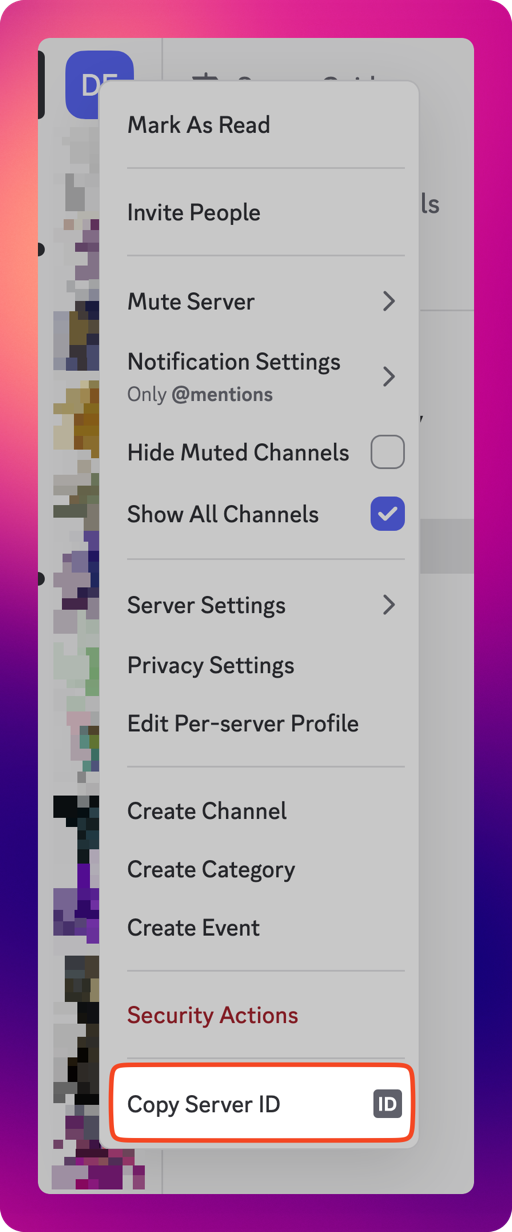 Mark As Read
Invite People
ls
Mute Server
Notification Settings
Only @mentions
Hide Muted Channels
Show All Channels
Server Settings
Privacy Settings
Edit Per-server Profile
Create Channel
Create Category
Create Event
Security Actions
Copy Server ID
ID